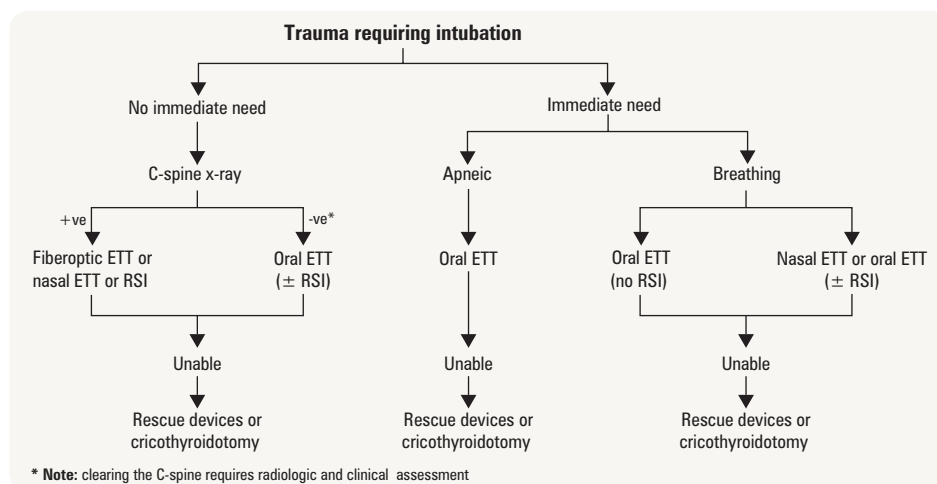 Trauma requiring intubation
No immediate need
Immediate need
C-spine x-ray
Apneic
Breathing
+ve
-ve*
Fiberoptic ETT or
nasal ETT or RSI
Oral ETT
(± RSI)
Oral ETT
Oral ETT
(no RSI)
Nasal ETT or oral ETT
(± RSI)
Unable
Unable
Unable
Rescue devices or
cricothyroidotomy
Rescue devices or
cricothyroidotomy
Rescue devices or
cricothyroidotomy
* Note: clearing the C-spine requires radiologic and clinical assessment